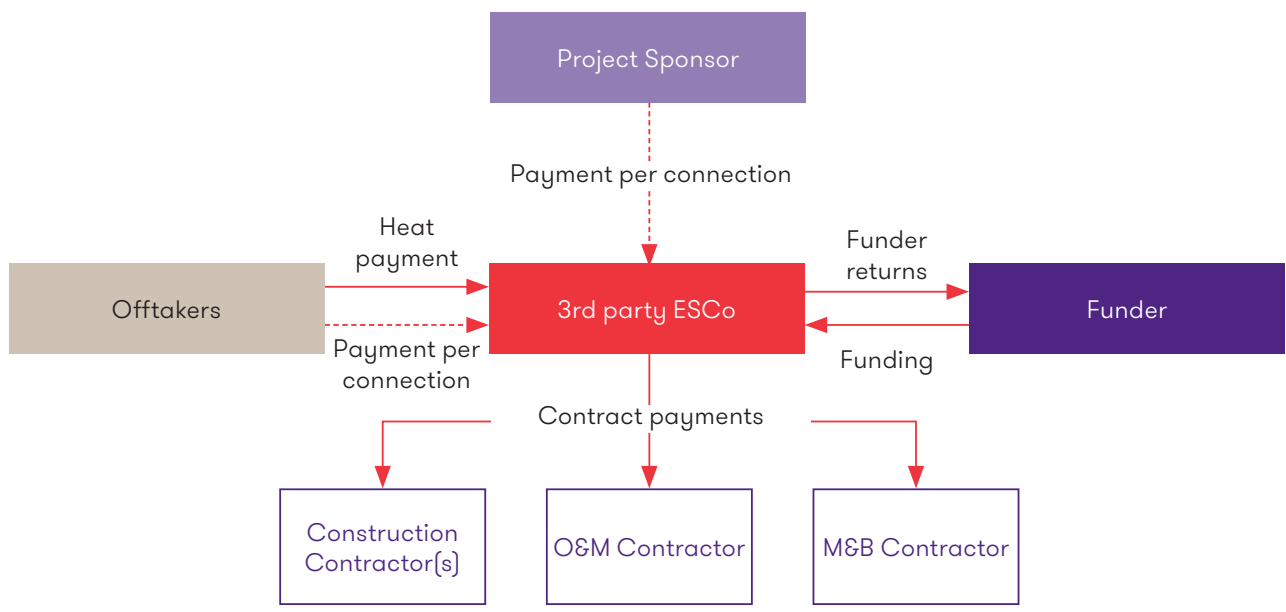 Project Sponsor
Payment per connection
Heat
payment
Funder
returns
Offtakers
3rd party ESCo
Funder
Payment per
connection
Funding
Contract payments
Construction
Contractor(s)
O&M Contractor
M&B Contractor